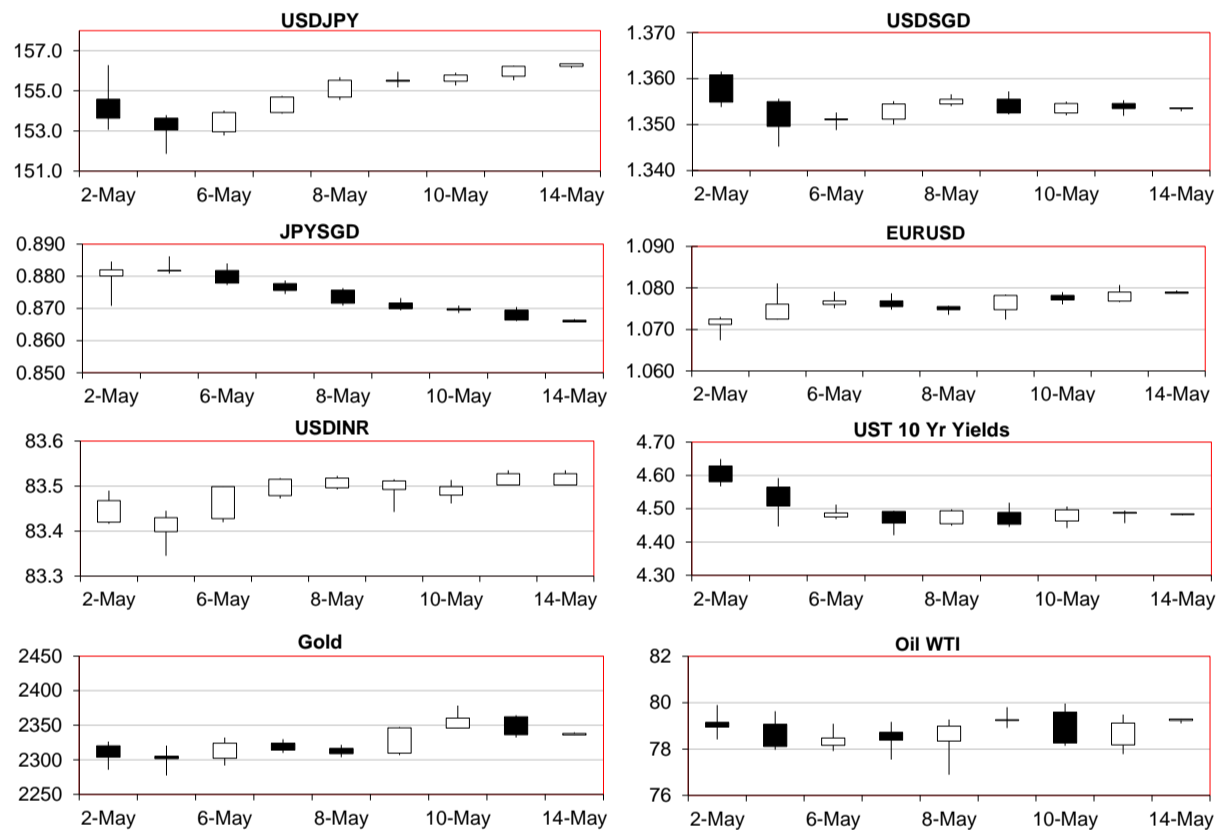 USDJPY
157.0
155.0
153.0
151.0
2-May 6-May 8-May 10-May 14-May
USDSGD
1.370
1.360
1.350
1.340
2-May 6-May 8-May 10-May 14-May
JPYSGD
0.890
0.880
0.870
0.860
0.850
2-May 6-May 8-May 10-May 14-May
EURUSD
1.090
1.080
1.070
1.060
2-May 6-May 8-May 10-May 14-May
USDINR
83.6
83.5
83.4
83.3
2-May 6-May 8-May 10-May 14-May
UST 10 Yr Yields
4.70
4.60
4.50
4.40
4.30
2-May 6-May 8-May 10-May 14-May
Gold
2450
2400
2350
2300
2250
2-May 6-May 8-May 10-May 14-May
Oil WTI
82
80
78
76
2-May 6-May 8-May 10-May 14-May